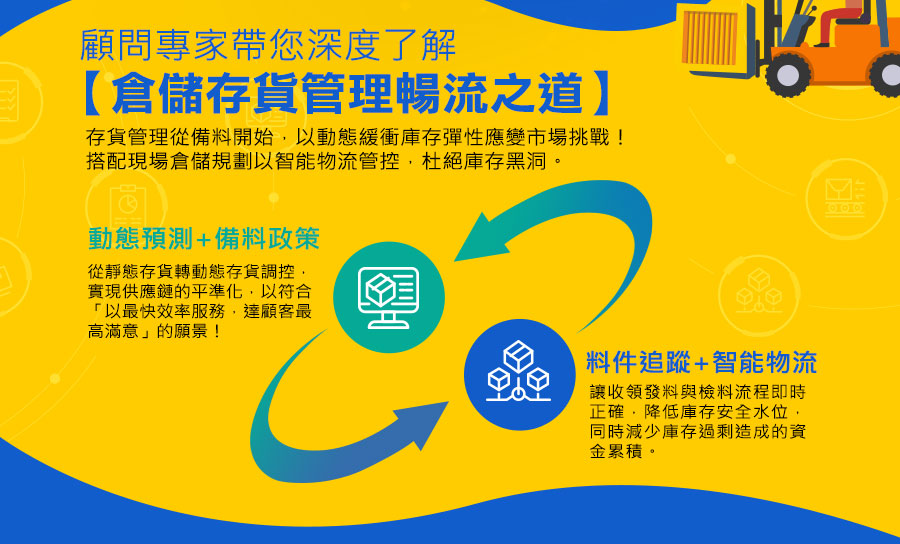 顧問專家帶您深度了解
【倉儲存貨管理暢流之道】
存貨管理從備料開始，以動態緩衝庫存彈性應變市場挑戰！
搭配現場倉儲規劃以智能物流管控，杜絕庫存黑洞。
動態預測+備料政策
從靜態存貨轉動態存貨調控，
實現供應鏈的平準化，以符合
「以最快效率服務，達顧客最
高滿意」的願景！
料件追蹤+智能物流
讓收領發料與檢料流程即時
正確，降低庫存安全水位，
同時減少庫存過剩造成的資
金累積。